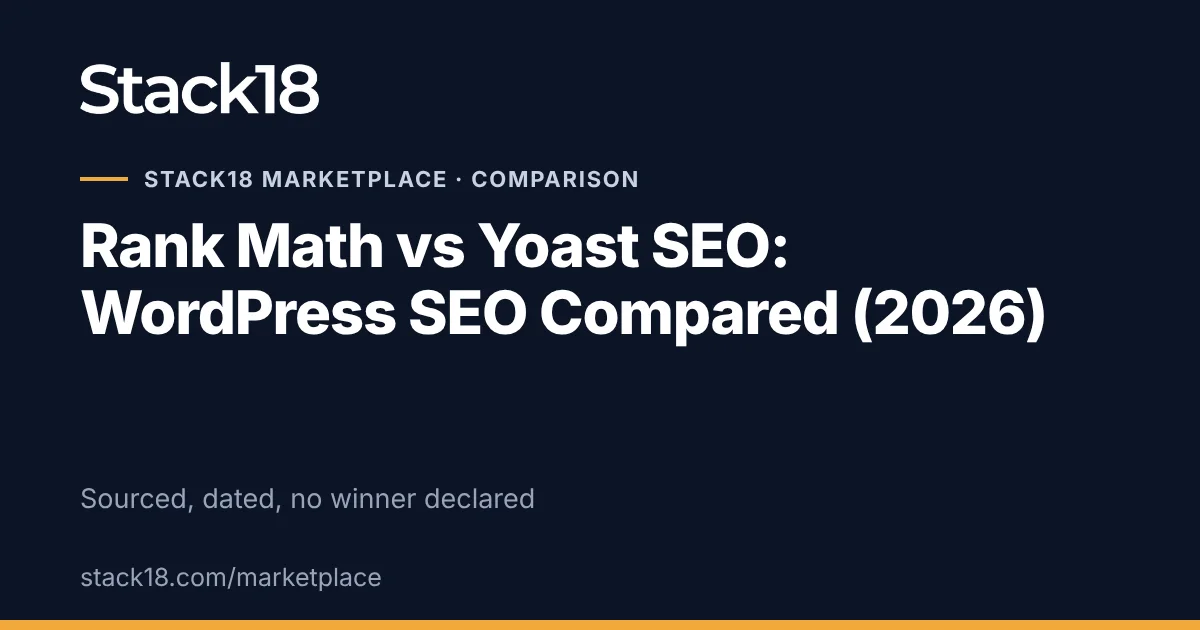 Stack18
STACK18 MARKETPLACE · COMPARISON
Rank Math vs Yoast SEO:
WordPress SEO Compared (2026)
Sourced, dated, no winner declared
stack18.com/marketplace